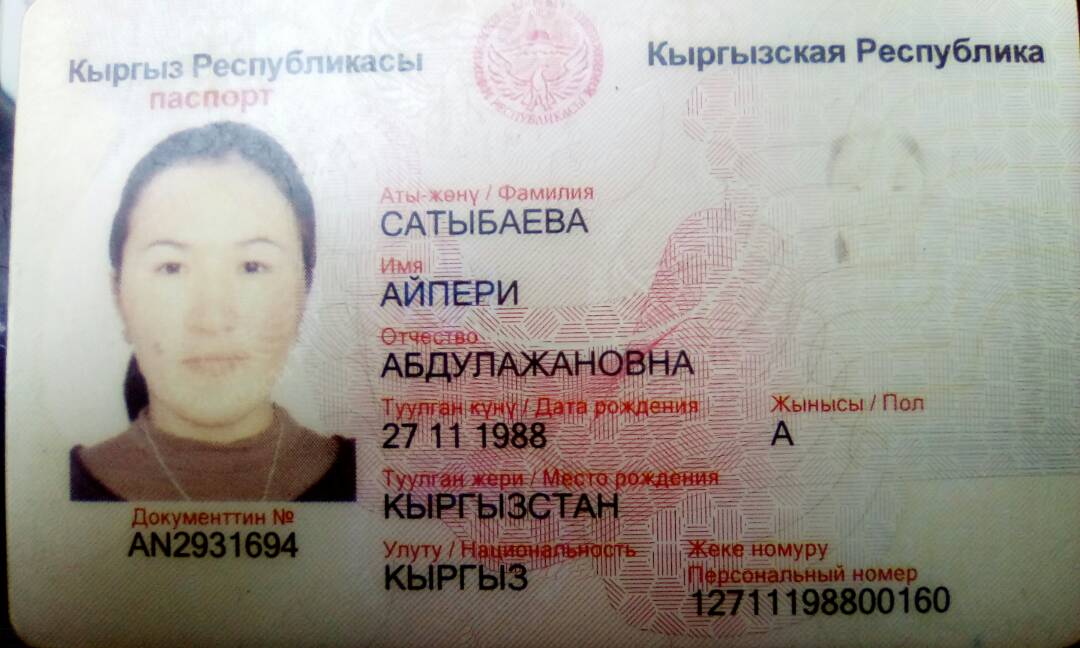 Кыргыз Республикасы
паспорт
Кыргызская Республика
РЕСПУБЛИКАСЫ
Аты-жөнү / Фамилия
САТЫБАЕВА
Имя
АЙПЕРИ
Отчество
АБДУЛАЖАНОВНА
Туулган күнү / Дата рождения
27 11 1988
Жынысы / Пол
А
Туулган жери / Место рождения
КЫРГЫЗСТАН
Улуту / Национальность
КЫРГЫЗ
Жеке номуру
Персональный номер
12711198800160
Документтин №
AN2931694